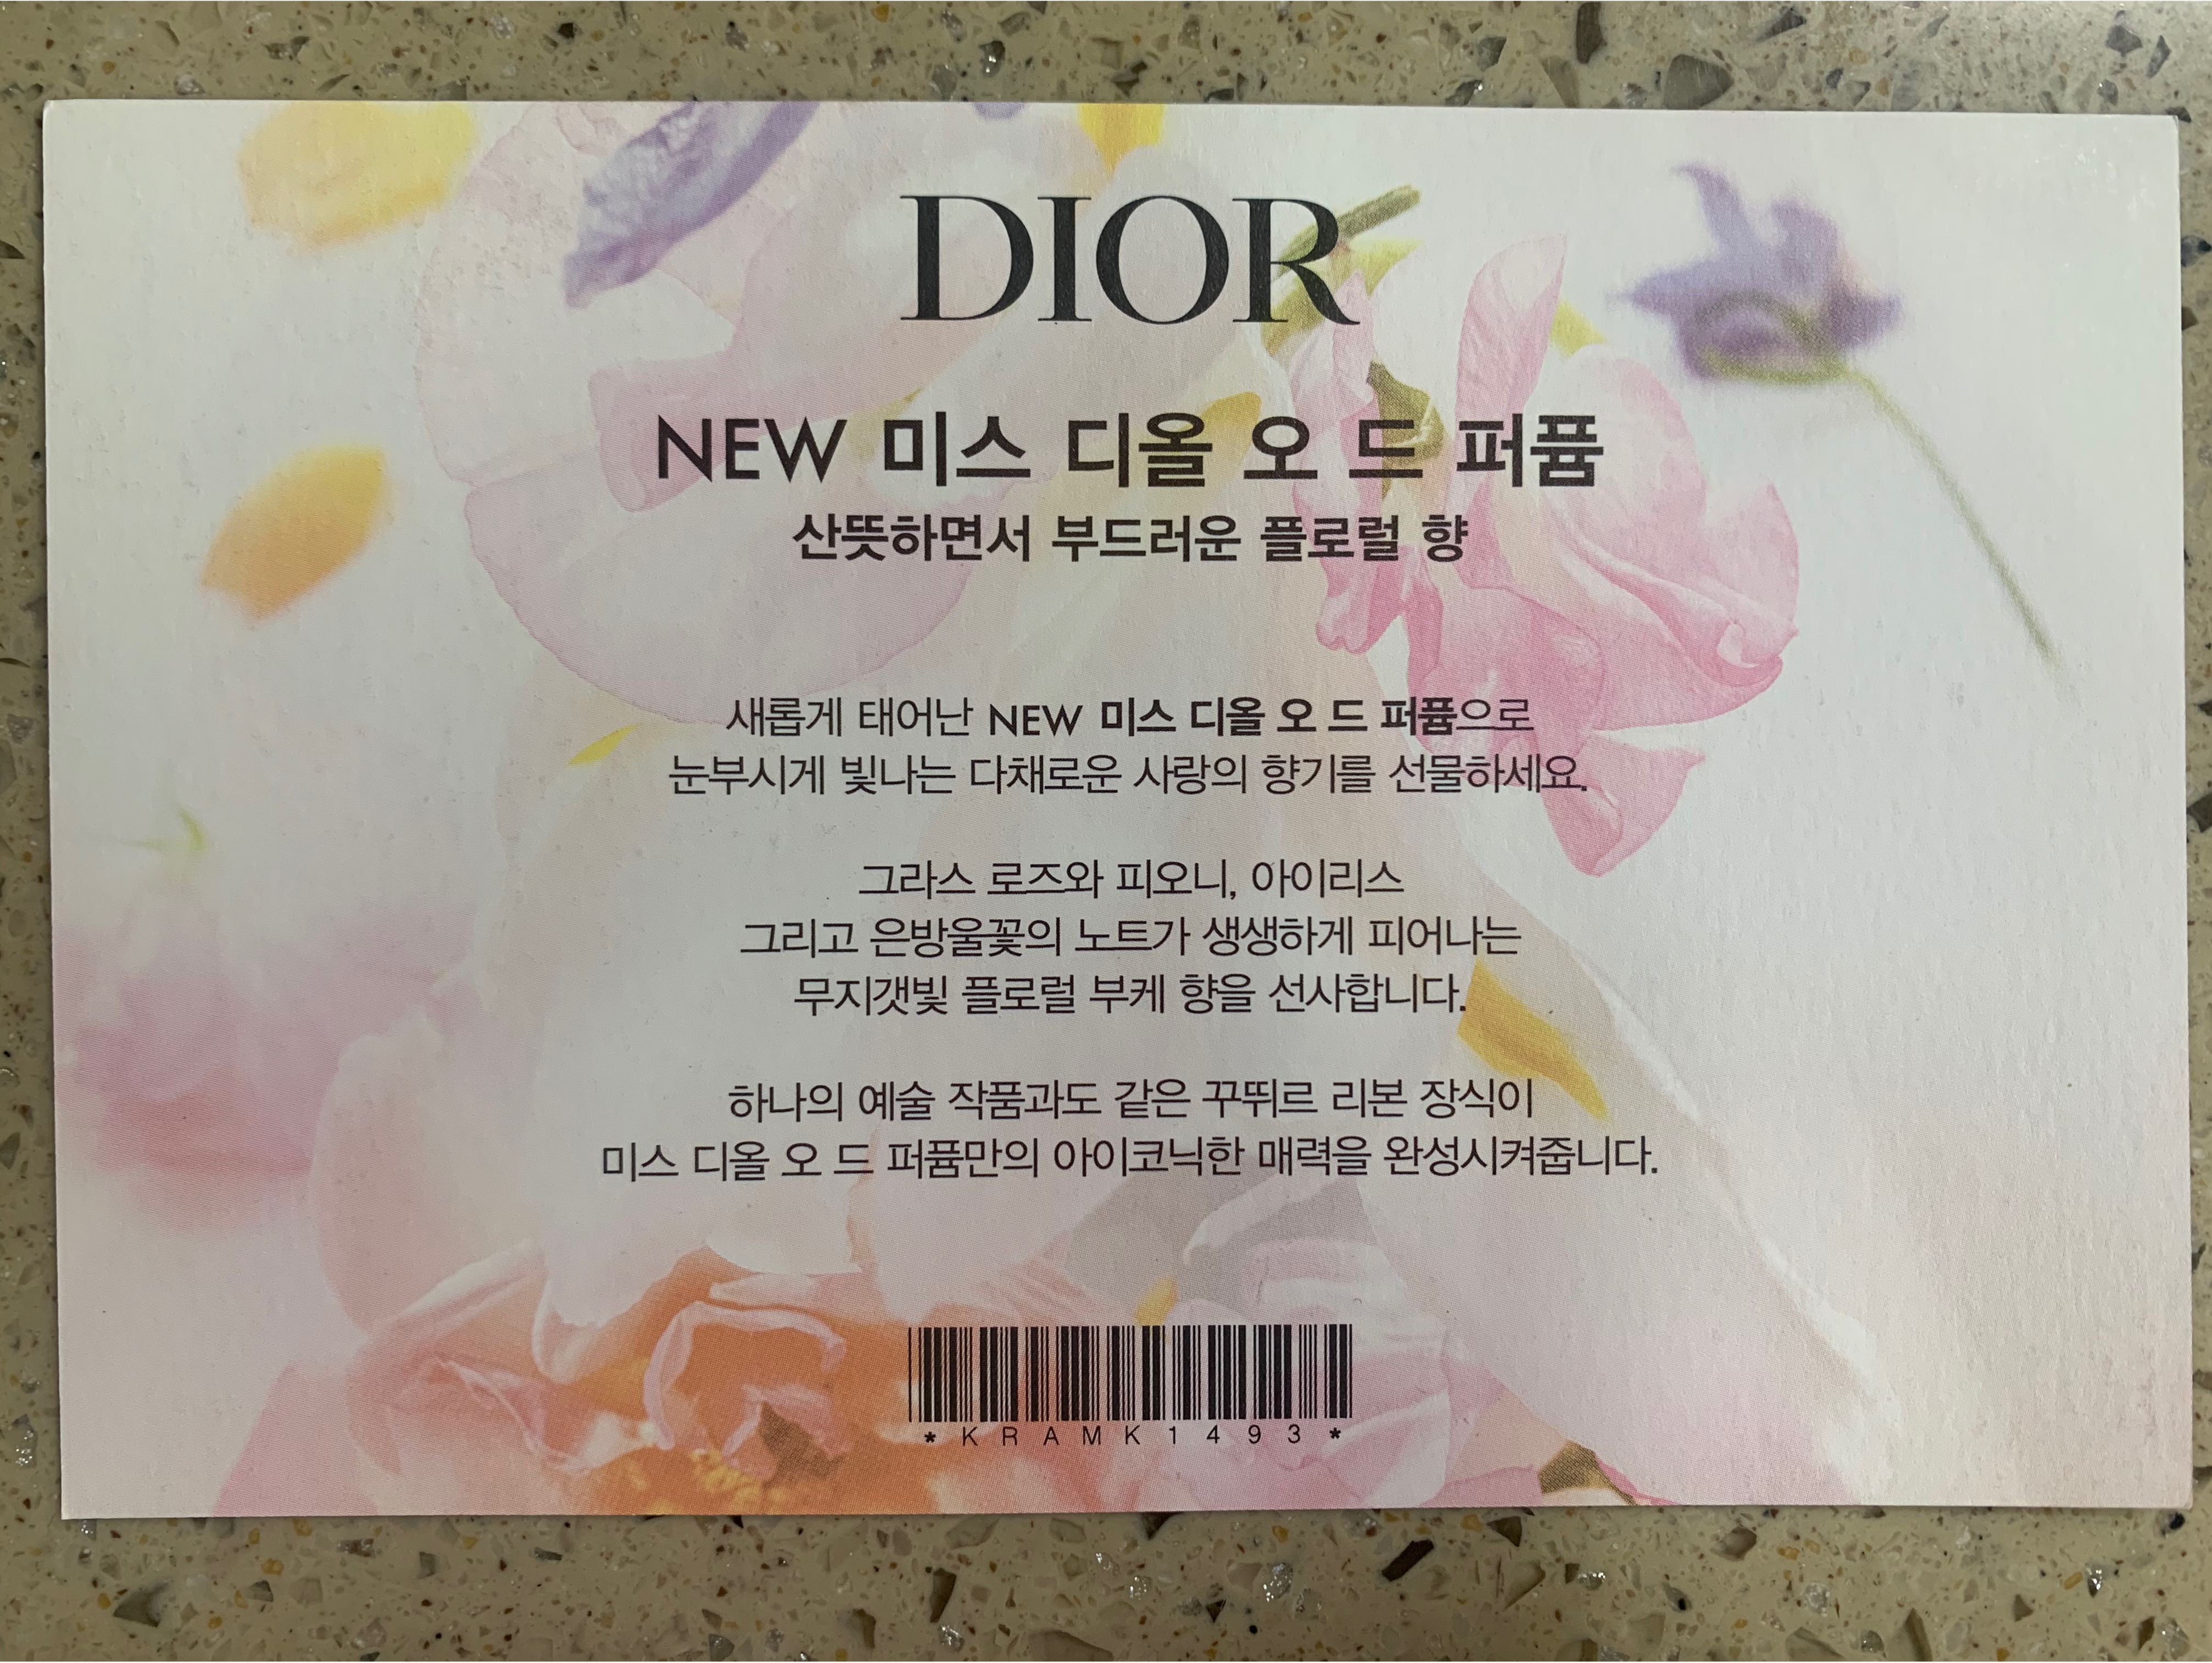 DIOR
NEW 미스 디올 오 드 퍼퓸
산뜻하면서 부드러운 플로럴 향
새롭게 태어난 NEW 미스 디올 오 드 퍼퓸으로
눈부시게 빛나는 다채로운 사랑의 향기를 선물하세요.
그라스 로즈와 피오니, 아이리스
그리고 은방울꽃의 노트가 생생하게 피어나는
무지갯빛 플로럴 부케 향을 선사합니다.
하나의 예술 작품과도 같은 꾸뛰르 리본 장식이
미스 디올 오 드 퍼퓸만의 아이코닉한 매력을 완성시켜줍니다.
*KRAMK1493*